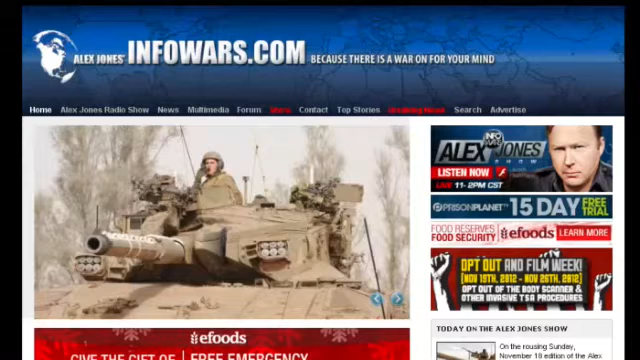 ALEX JONES' INFOWARS.COM BECAUSE THERE IS A WAR ON FOR YOUR MIND
Home Alex Jones Radio Show News Multimedia Forum Store Contact Top Stories Breaking News Search Advertise
INFO WARS
ALEX JONES
SHOW
LISTEN NOW
LIVE 11-2PM CST
PRISONPLANET 15 DAY FREE TRIAL
FOOD RESERVES
FOOD SECURITY efoods LEARN MORE
OPT OUT AND FILM WEEK!
[NOV 19TH, 2012 - NOV 26TH, 2012]
OPT OUT OF THE BODY SCANNER &
OTHER INVASIVE TSA PROCEDURES
TODAY ON THE ALEX JONES SHOW
On the rousing Sunday,
November 18 edition of the Alex
efoods
GIVE THE GIFT OF FREE EMERGENCY